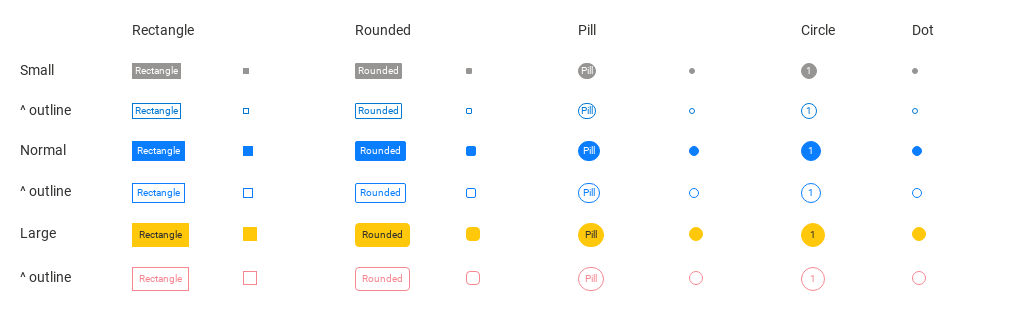 Rectangle Rounded Pill Circle Dot
Small Rectangle Rounded Pill 1
^ outline Rectangle Rounded Pill 1
Normal Rectangle Rounded Pill 1
^ outline Rectangle Rounded Pill 1
Large Rectangle Rounded Pill 1
^ outline Rectangle Rounded Pill 1